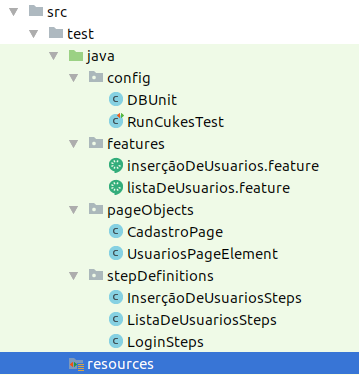 src
test
java
config
DBUnit
RunCukesTest
features
inserçãoDeUsuarios.feature
listaDeUsuarios.feature
pageObjects
CadastroPage
UsuariosPageElement
stepDefinitions
InserçãoDeUsuariosSteps
ListaDeUsuariosSteps
LoginSteps
resources